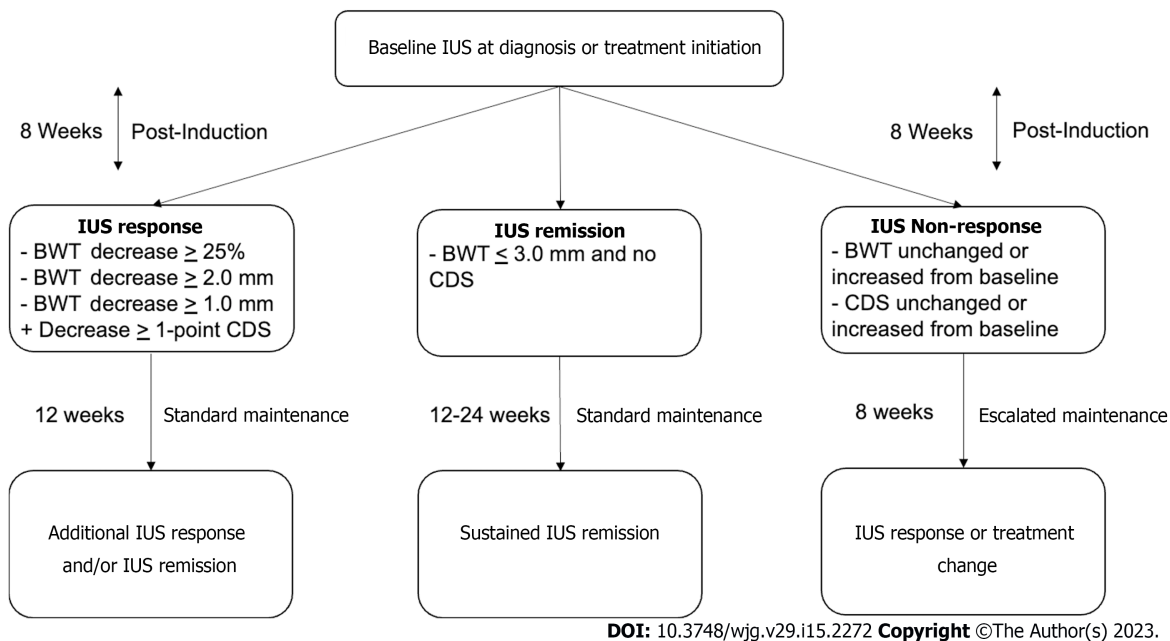 Baseline IUS at diagnosis or treatment initiation
8 Weeks
Post-Induction
8 Weeks
Post-Induction
IUS response
- BWT decrease ≥ 25%
- BWT decrease ≥ 2.0 mm
- BWT decrease ≥ 1.0 mm
+ Decrease ≥ 1-point CDS
IUS remission
- BWT ≤ 3.0 mm and no
CDS
IUS Non-response
- BWT unchanged or
increased from baseline
- CDS unchanged or
increased from baseline
12 weeks
Standard maintenance
12-24 weeks
Standard maintenance
8 weeks
Escalated maintenance
Additional IUS response
and/or IUS remission
Sustained IUS remission
IUS response or treatment
change
DOI: 10.3748/wjg.v29.i15.2272 Copyright ©The Author(s) 2023.